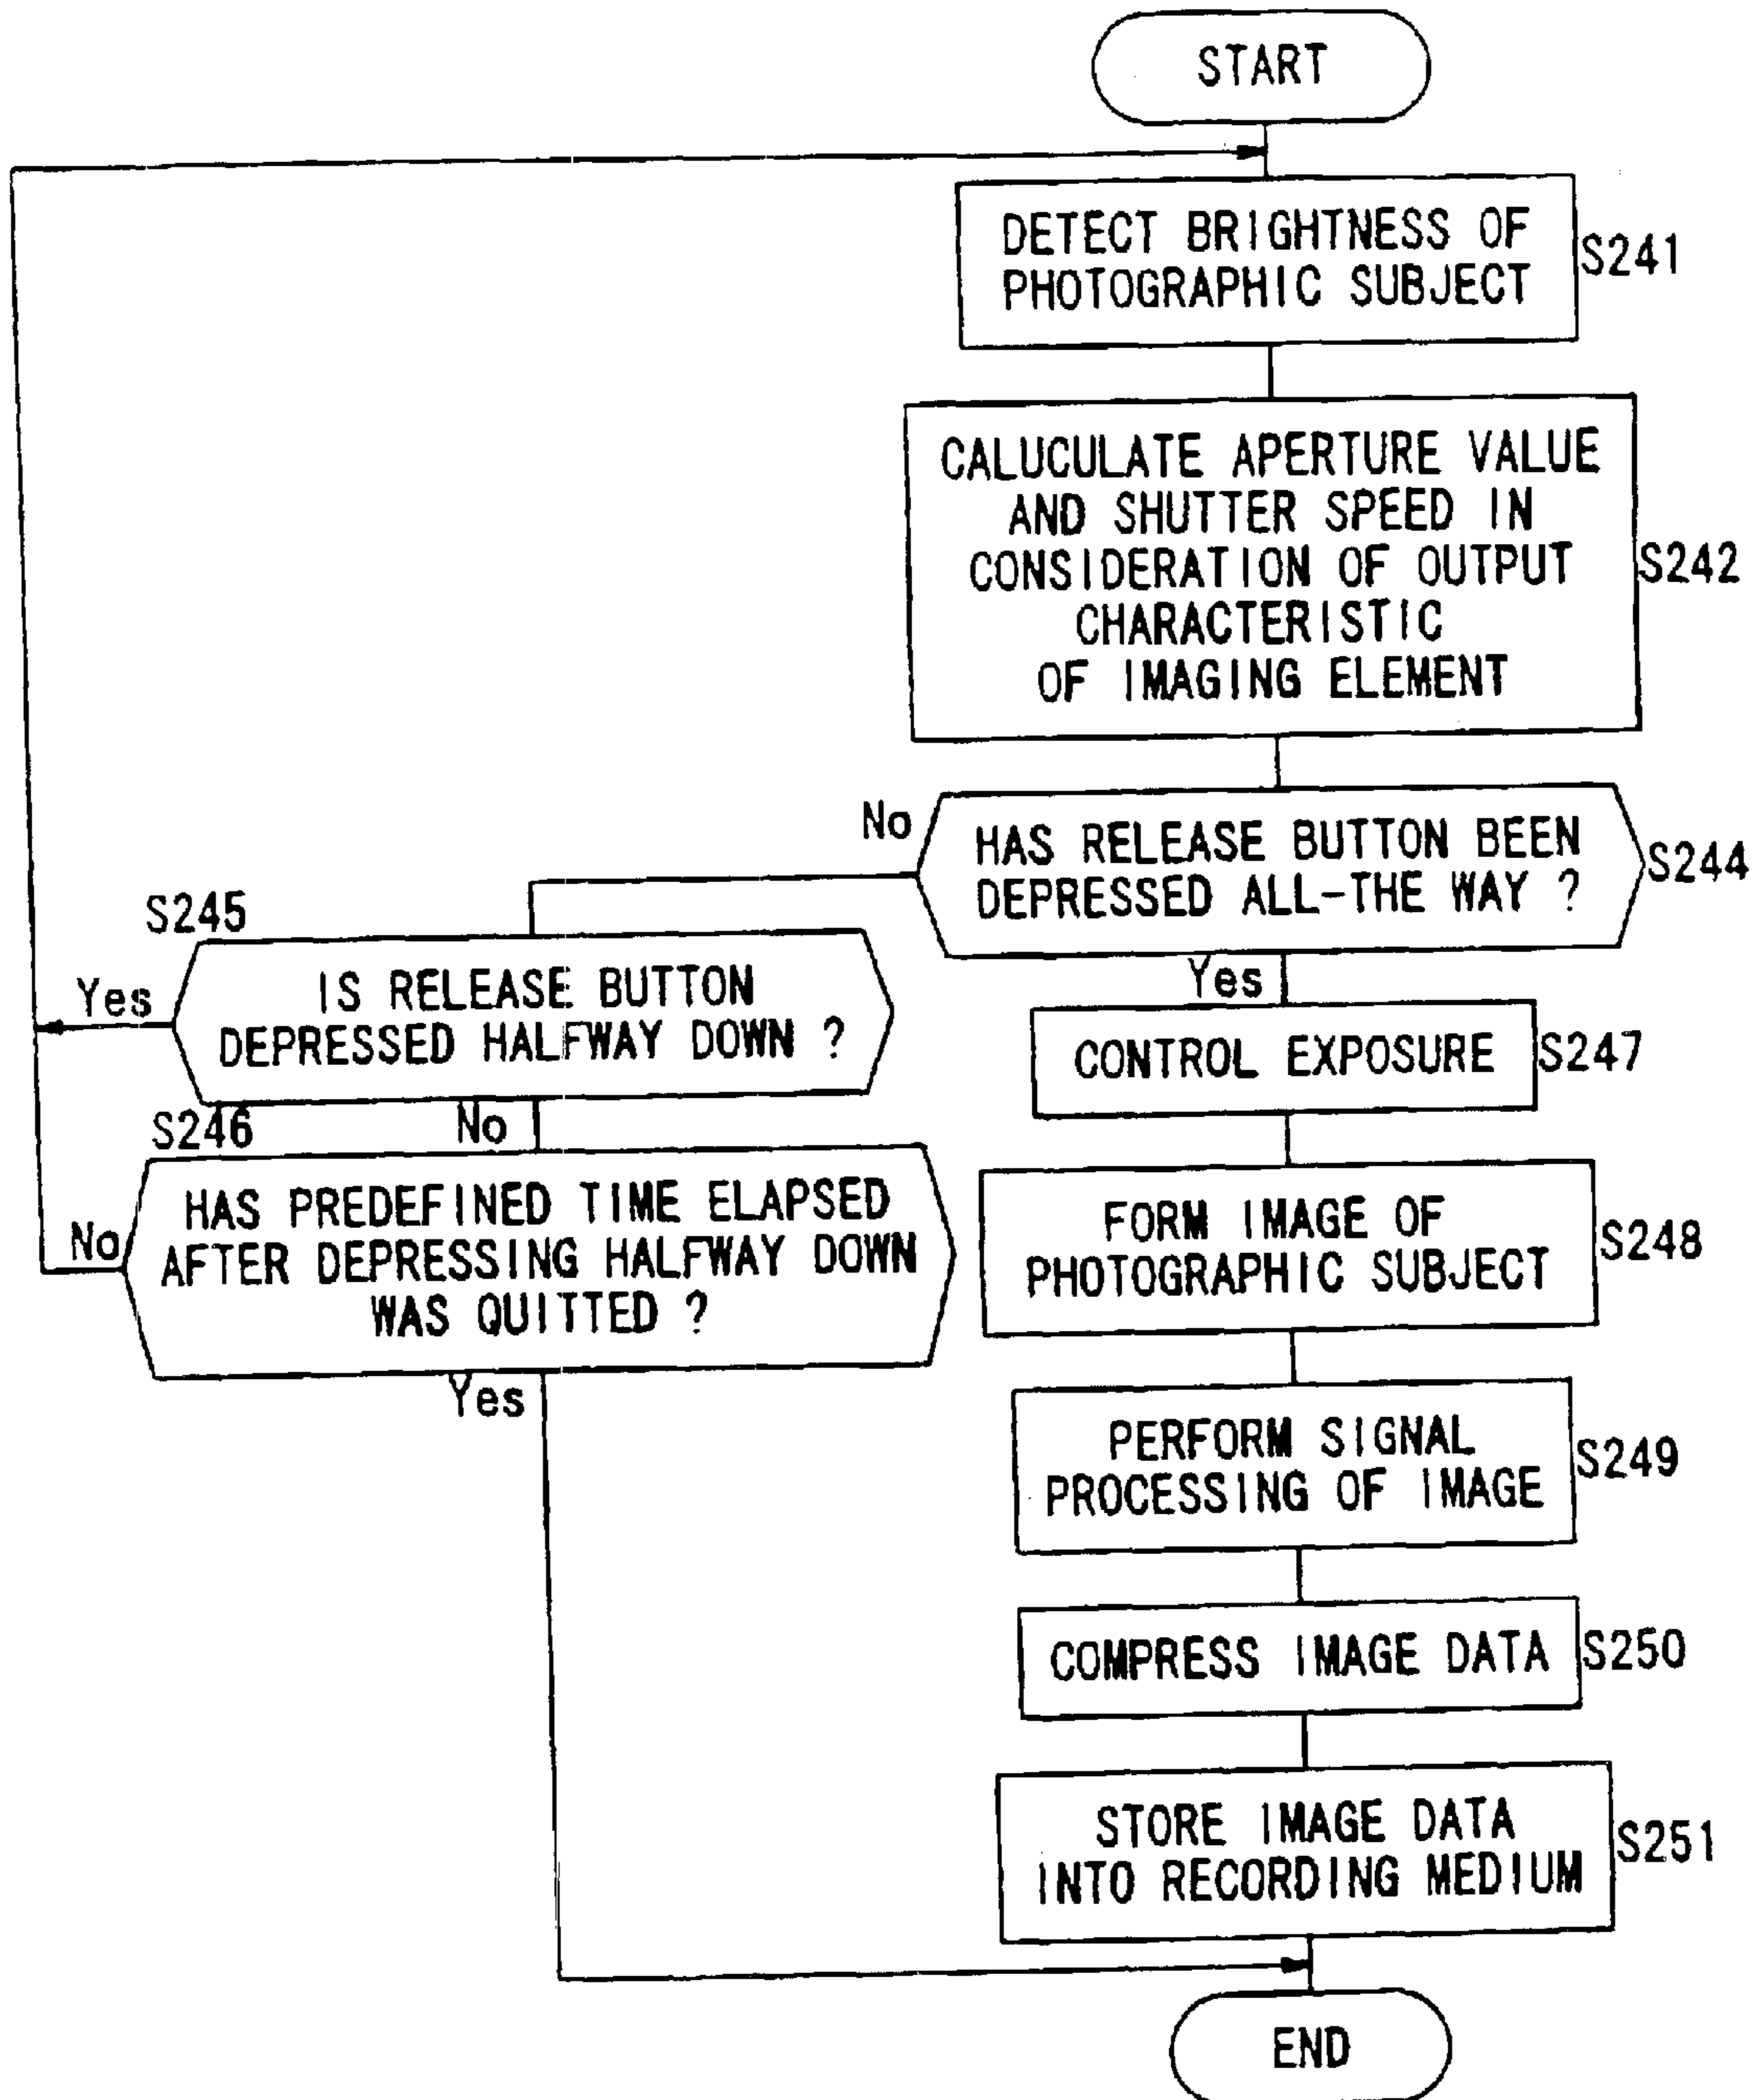 START
DETECT BRIGHTNESS OF
PHOTOGRAPHIC SUBJECT
S241
CALUCULATE APERTURE VALUE
AND SHUTTER SPEED IN
CONSIDERATION OF OUTPUT
CHARACTERISTIC
OF IMAGING ELEMENT
S242
No
HAS RELEASE BUTTON BEEN
DEPRESSED ALL-THE WAY ?
S244
S245
Yes
IS RELEASE BUTTON
DEPRESSED HALFWAY DOWN ?
No
S246
No
HAS PREDEFINED TIME ELAPSED
AFTER DEPRESSING HALFWAY DOWN
WAS QUITTED ?
Yes
Yes
CONTROL EXPOSURE
S247
FORM IMAGE OF
PHOTOGRAPHIC SUBJECT
S248
PERFORM SIGNAL
PROCESSING OF IMAGE
S249
COMPRESS IMAGE DATA
S250
STORE IMAGE DATA
INTO RECORDING MEDIUM
S251
END